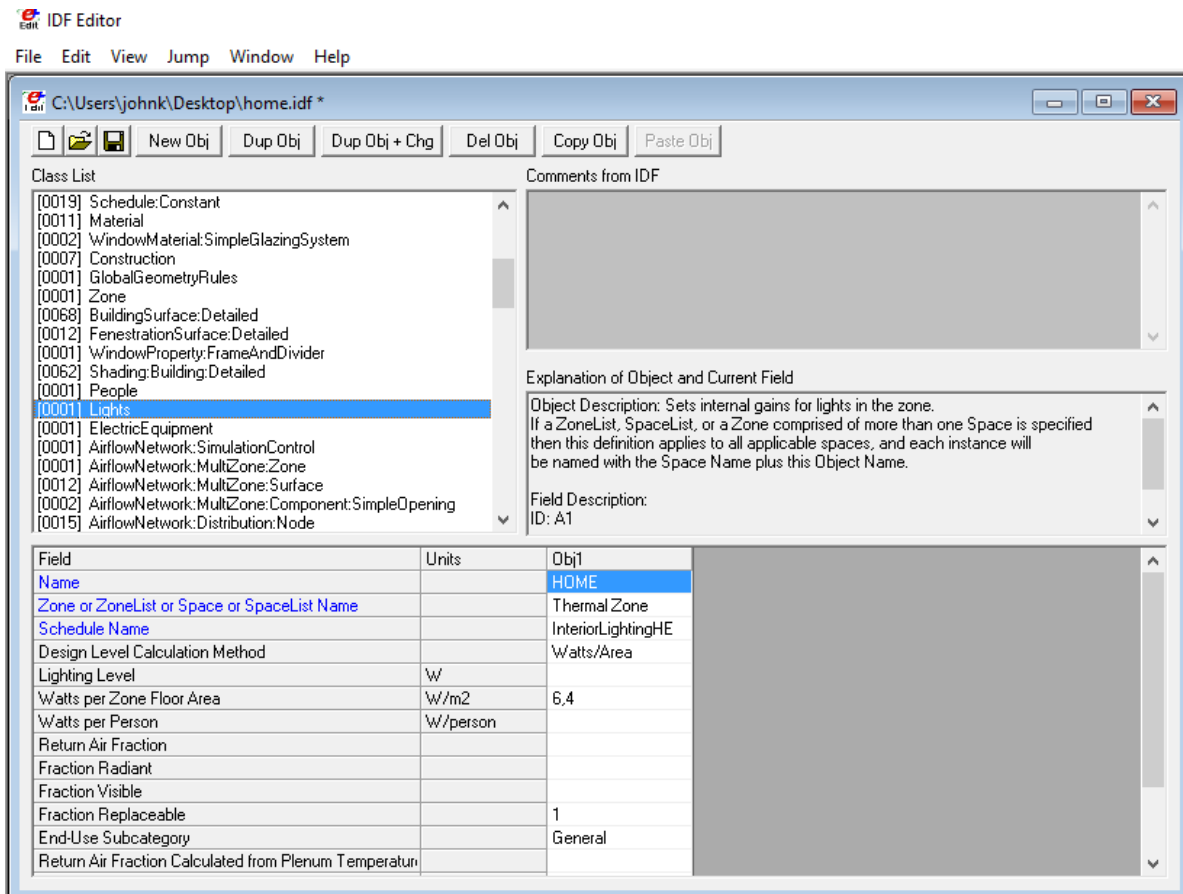 IDF Editor
File Edit View Jump Window Help
C:\Users\johnk\Desktop\home.idf *
New Obj Dup Obj Dup Obj + Chg Del Obj Copy Obj Paste Obj
Class List
[0019] Schedule:Constant
[0011] Material
[0002] WindowMaterial:SimpleGlazingSystem
[0007] Construction
[0001] GlobalGeometryRules
[0001] Zone
[0068] BuildingSurface:Detailed
[0012] FenestrationSurface:Detailed
[0001] WindowProperty:FrameAndDivider
[0062] Shading:Building:Detailed
[0001] People
[0001] Lights
[0001] ElectricEquipment
[0001] AirflowNetwork:SimulationControl
[0001] AirflowNetwork:MultiZone:Zone
[0012] AirflowNetwork:MultiZone:Surface
[0002] AirflowNetwork:MultiZone:Component:SimpleOpening
[0015] AirflowNetwork:Distribution:Node
Comments from IDF
Explanation of Object and Current Field
Object Description: Sets internal gains for lights in the zone.
If a ZoneList, SpaceList, or a Zone comprised of more than one Space is specified
then this definition applies to all applicable spaces, and each instance will
be named with the Space Name plus this Object Name.
Field Description:
ID: A1
Field Units Obj1
Name HOME
Zone or ZoneList or Space or SpaceList Name Thermal Zone
Schedule Name InteriorLightingHE
Design Level Calculation Method Watts/Area
Lighting Level W
Watts per Zone Floor Area W/m2 6,4
Watts per Person W/person
Return Air Fraction
Fraction Radiant
Fraction Visible
Fraction Replaceable 1
End-Use Subcategory General
Return Air Fraction Calculated from Plenum Temperatur